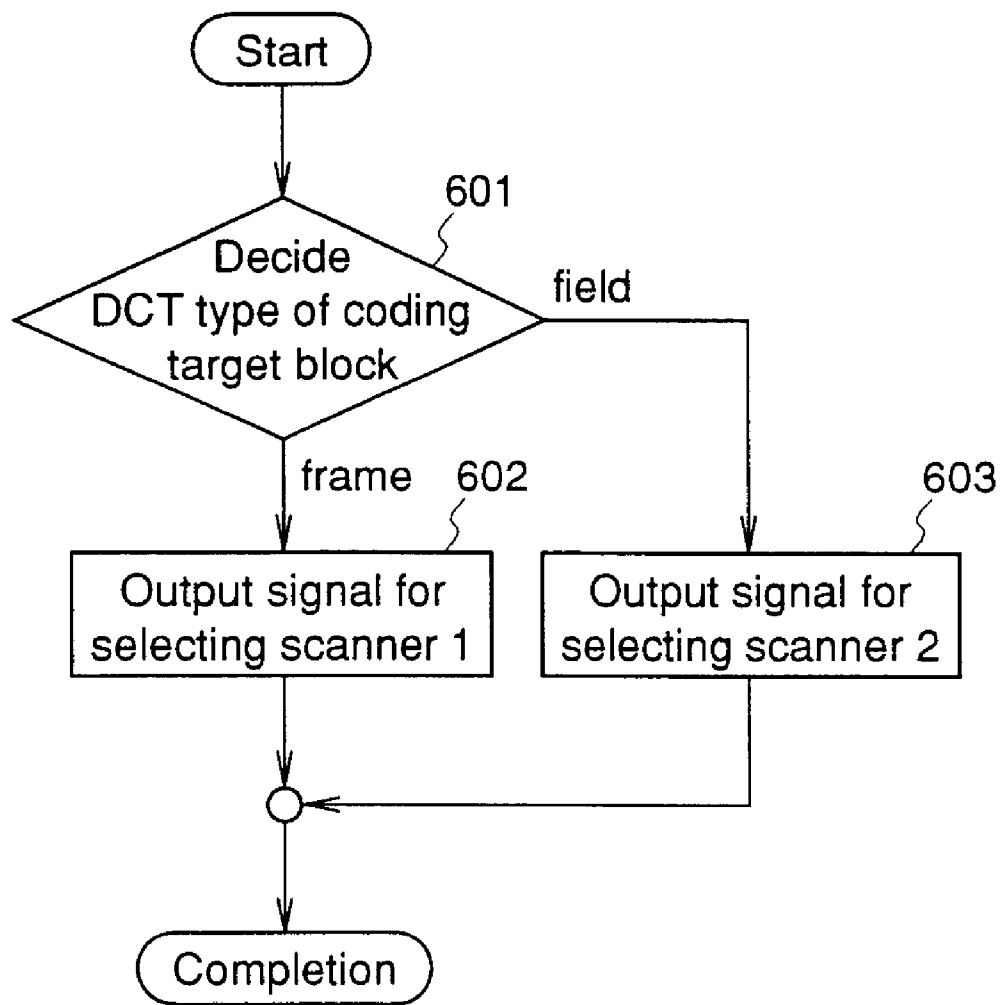 Start
601
Decide
DCT type of coding
target block
field
frame
602
603
Output signal for
selecting scanner 1
Output signal for
selecting scanner 2
Completion